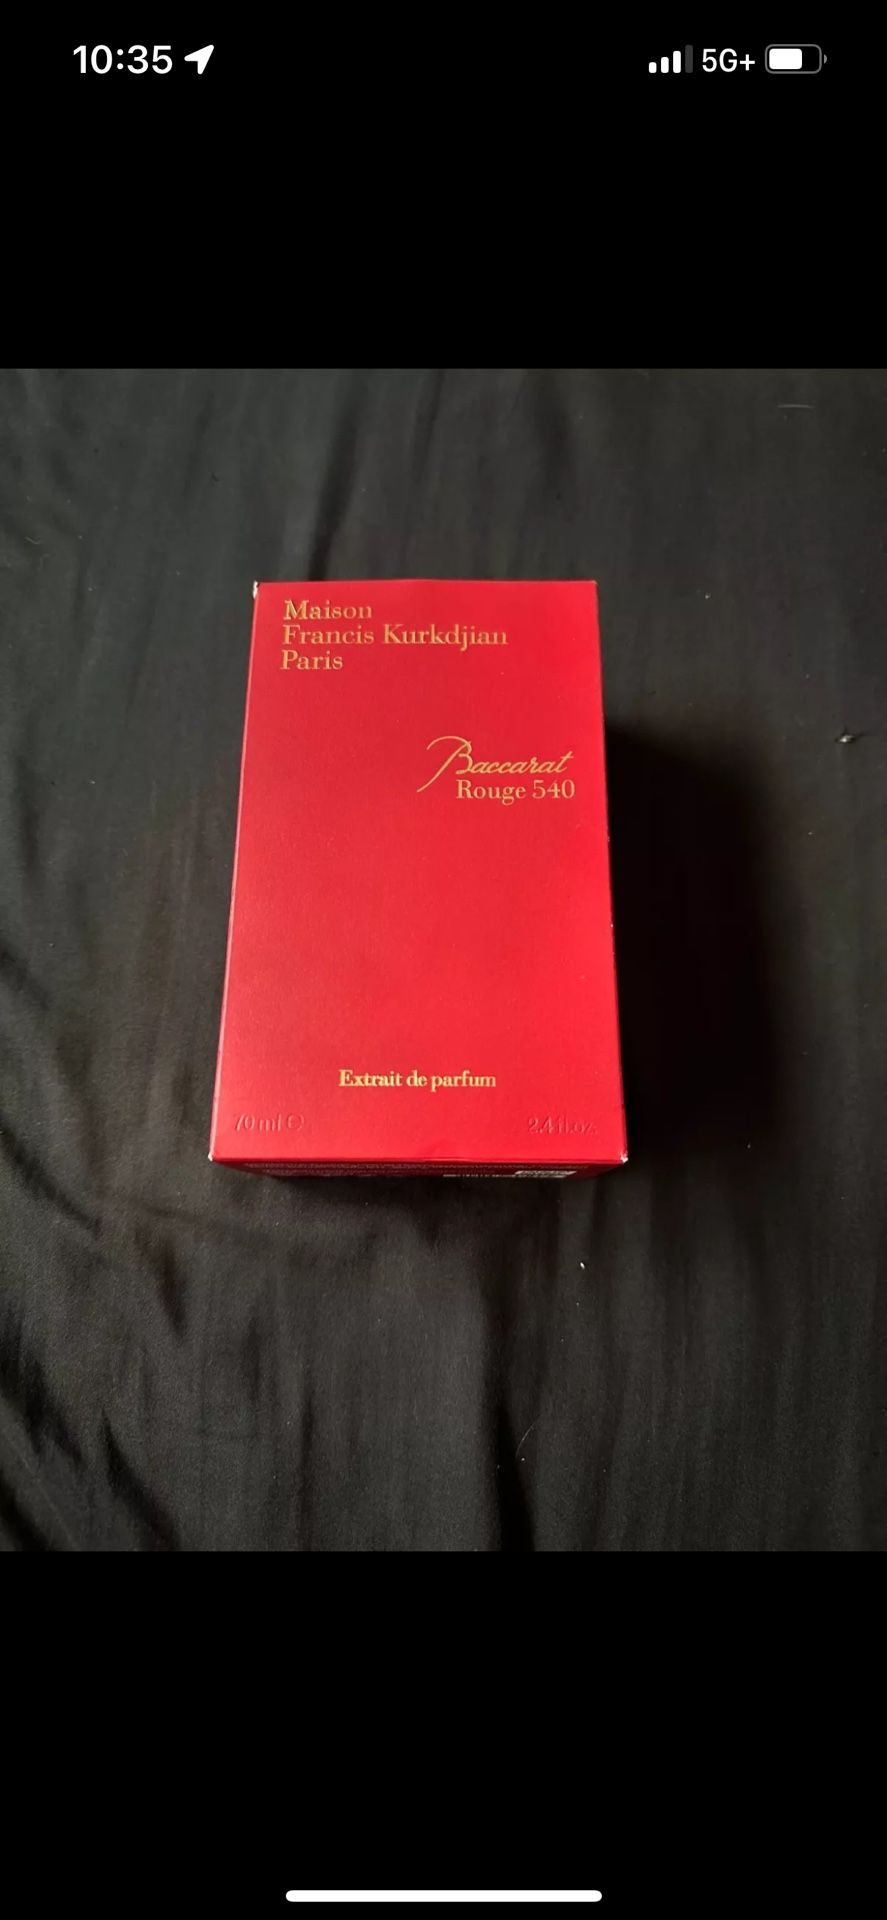 10:35
5G+
Maison
Francis Kurkdjian
Paris
Baccarat
Rouge 540
Extrait de parfum
70 ml e
2.4 fl.oz.